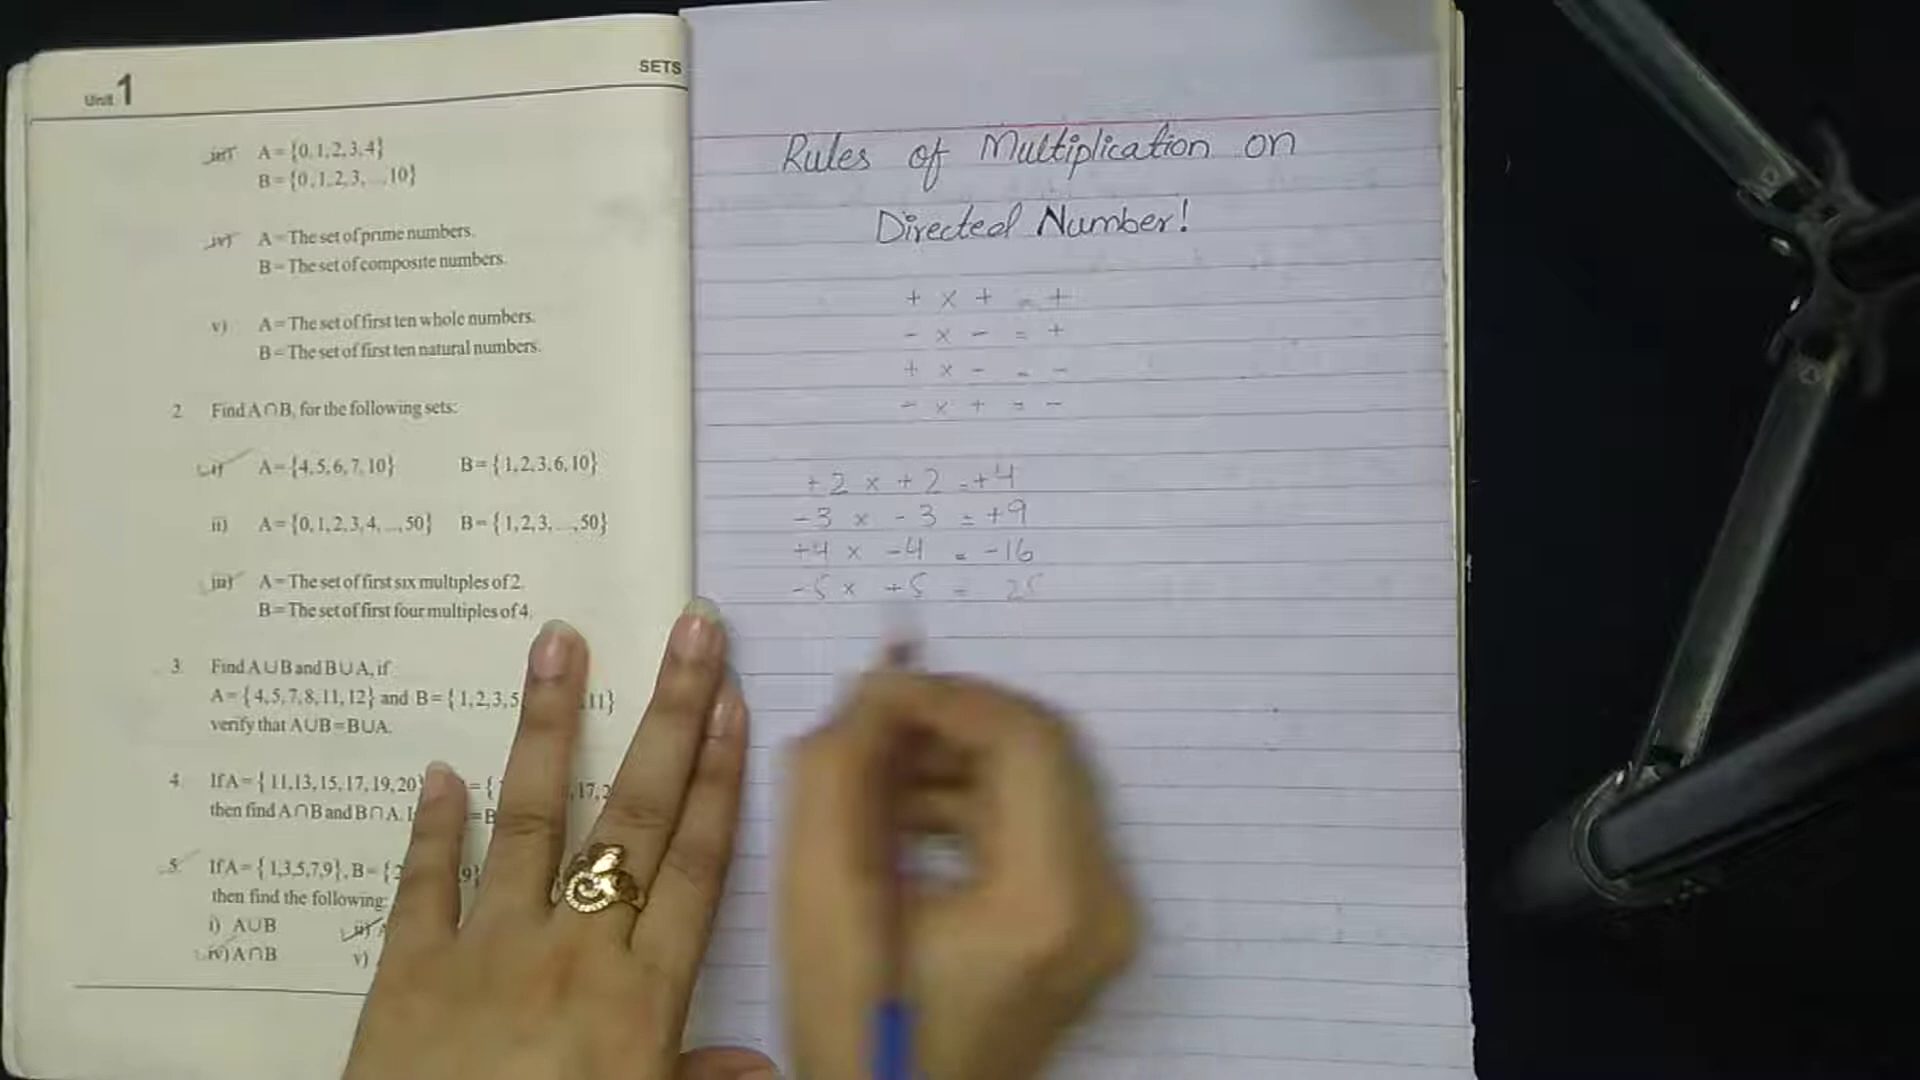 Unit 1
SETS
iii) A = {0, 1, 2, 3, 4}
B = {0, 1, 2, 3, ..., 10}
iv) A = The set of prime numbers.
B = The set of composite numbers.
v) A = The set of first ten whole numbers.
B = The set of first ten natural numbers.
2. Find A∩B, for the following sets:
i) A = {4, 5, 6, 7, 10} B = {1, 2, 3, 6, 10}
ii) A = {0, 1, 2, 3, 4, ..., 50} B = {1, 2, 3, ..., 50}
iii) A = The set of first six multiples of 2.
B = The set of first four multiples of 4.
3. Find A∪B and B∪A, if
A = {4, 5, 7, 8, 11, 12} and B = {1, 2, 3, 5 11}
verify that A∪B = B∪A.
4. If A = {11, 13, 15, 17, 19, 20} = { , 17, 2
then find A∩B and B∩A. = B
5. If A = {1,3,5,7,9}, B = { 9}
then find the following:
i) A∪B ii) A
iv) A∩B v)
Rules of Multiplication on
Directed Number!
+ × + = +
- × - = +
+ × - = -
- × + = -
+2 × +2 = +4
-3 × -3 = +9
+4 × -4 = -16
-5 × +5 = 25